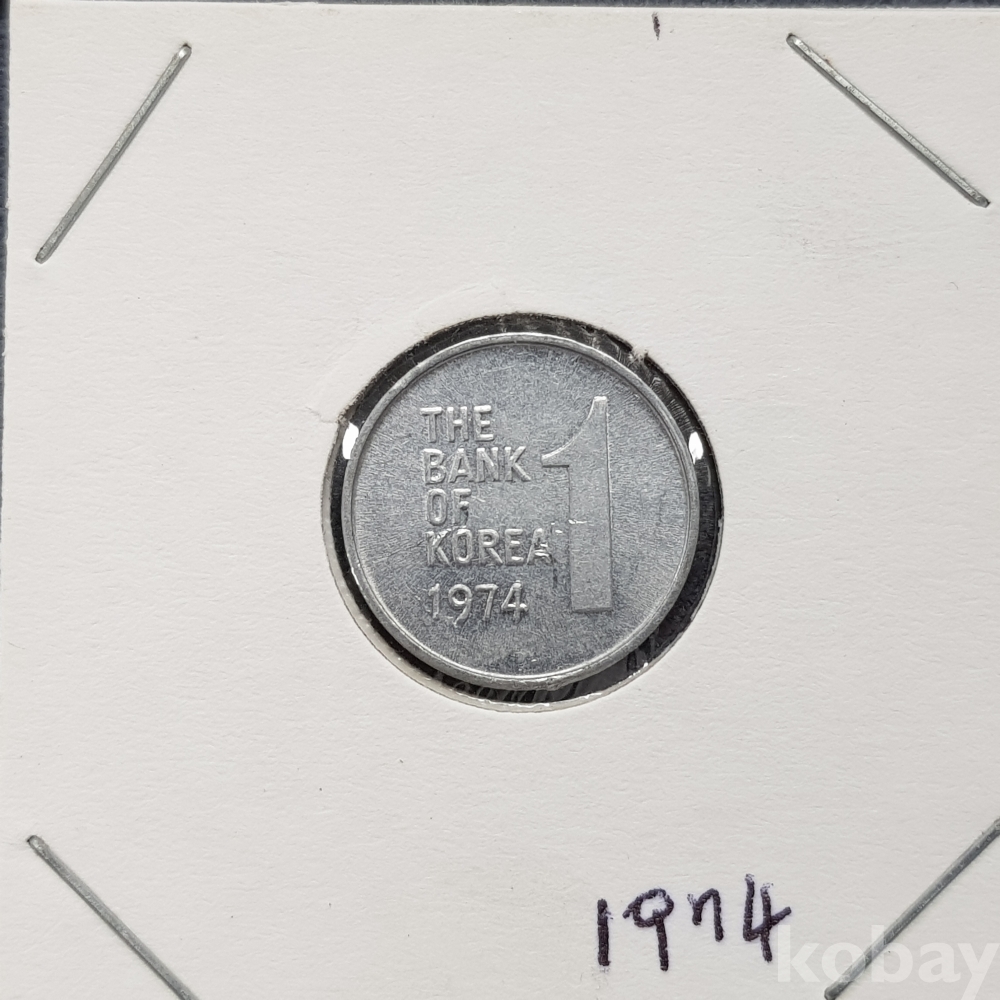 THE
BANK
OF
KOREA
1974
1
1974
kobay